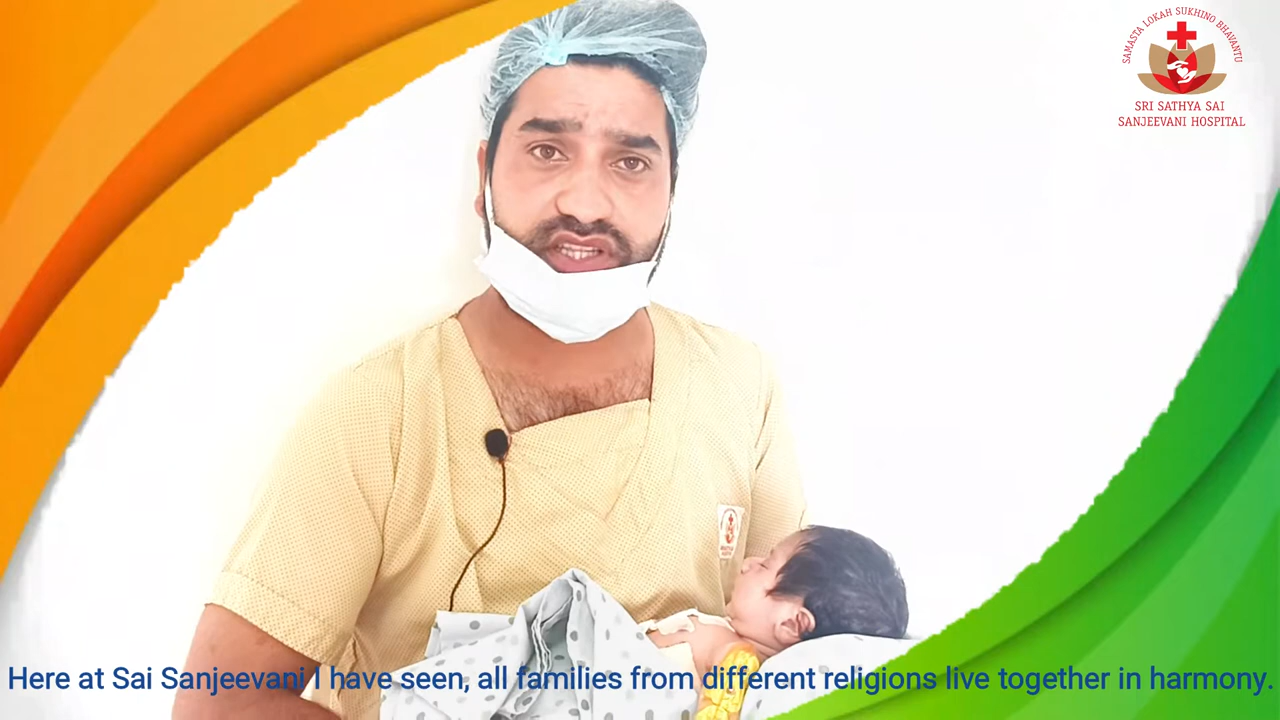 SAMASTA LOKAH SUKHINO BHAVANTU
SRI SATHYA SAI
SANJEEVANI HOSPITAL
Here at Sai Sanjeevani I have seen, all families from different religions live together in harmony.